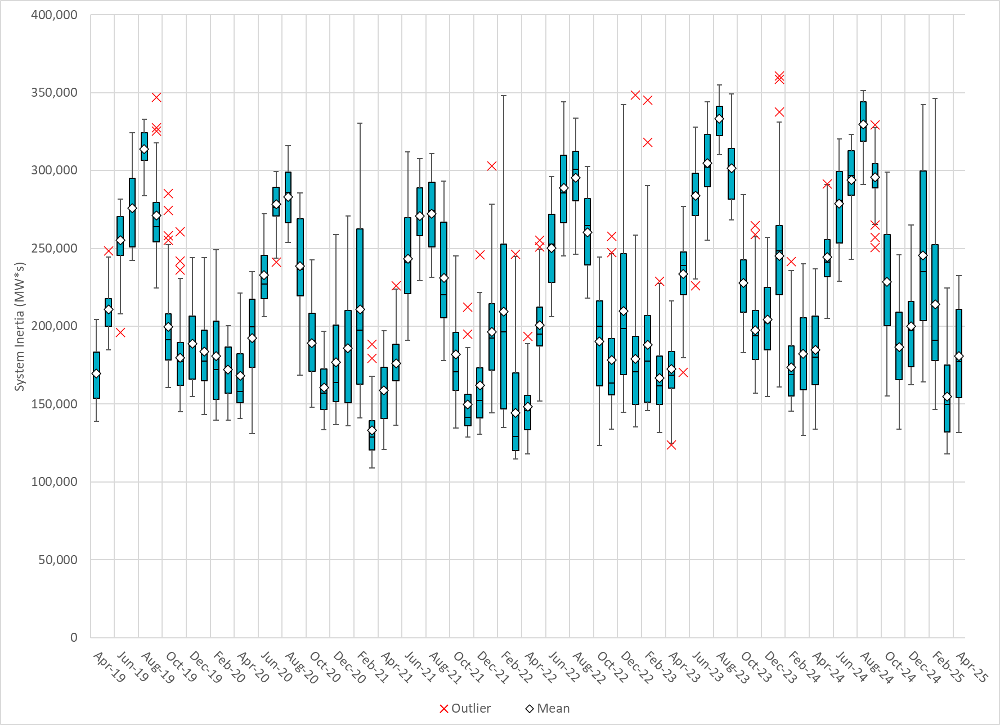 400,000
350,000
300,000
250,000
200,000
150,000
100,000
50,000
0
System Inertia (MW*s)
Apr-19
Jun-19
Aug-19
Oct-19
Dec-19
Feb-20
Apr-20
Jun-20
Aug-20
Oct-20
Dec-20
Feb-21
Apr-21
Jun-21
Aug-21
Oct-21
Dec-21
Feb-22
Apr-22
Jun-22
Aug-22
Oct-22
Dec-22
Feb-23
Apr-23
Jun-23
Aug-23
Oct-23
Dec-23
Feb-24
Apr-24
Jun-24
Aug-24
Oct-24
Dec-24
Feb-25
Apr-25
Outlier
Mean